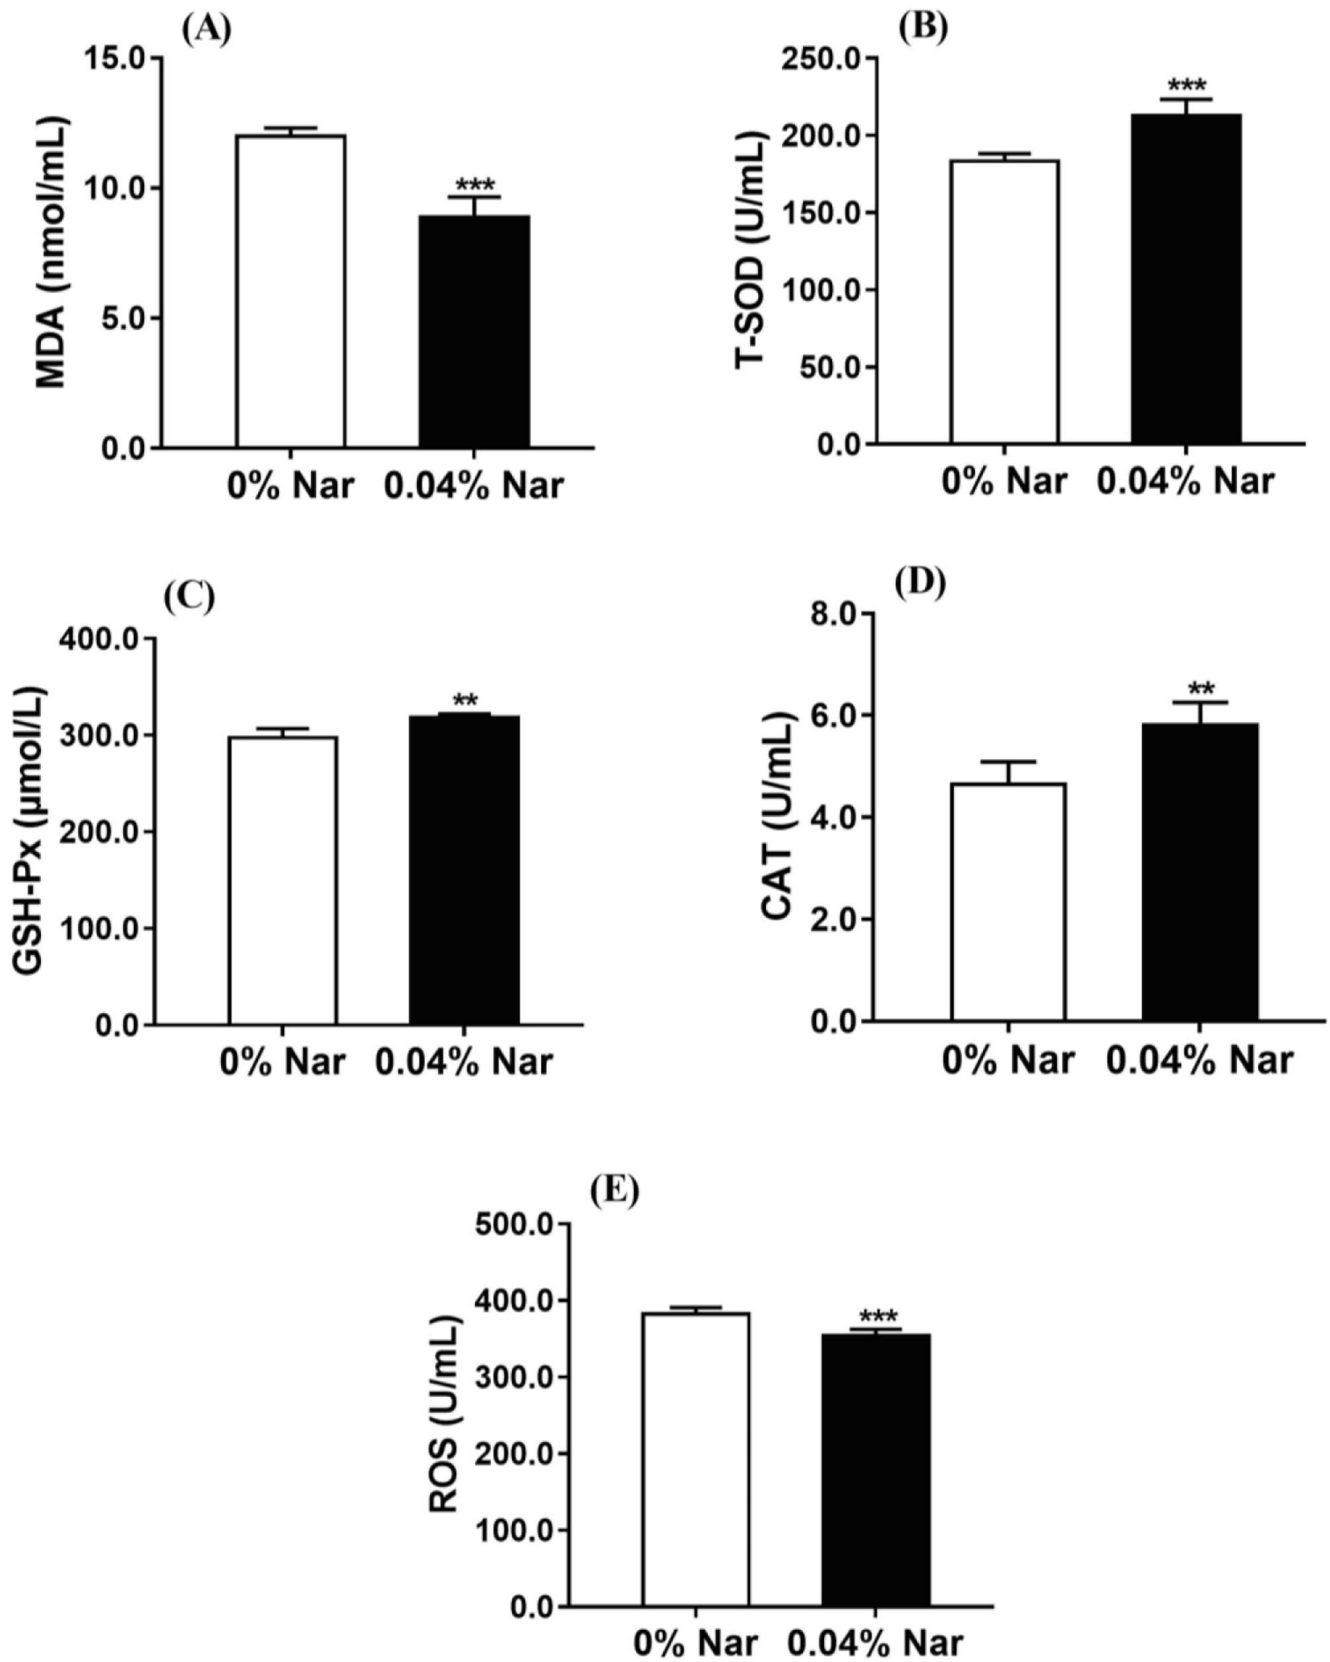 (A)
15.0
10.0
5.0
0.0
MDA (nmol/mL)
***
0% Nar 0.04% Nar
(B)
250.0
200.0
150.0
100.0
50.0
0.0
T-SOD (U/mL)
***
0% Nar 0.04% Nar
(C)
400.0
300.0
200.0
100.0
0.0
GSH-Px (μmol/L)
**
0% Nar 0.04% Nar
(D)
8.0
6.0
4.0
2.0
0.0
CAT (U/mL)
**
0% Nar 0.04% Nar
(E)
500.0
400.0
300.0
200.0
100.0
0.0
ROS (U/mL)
***
0% Nar 0.04% Nar